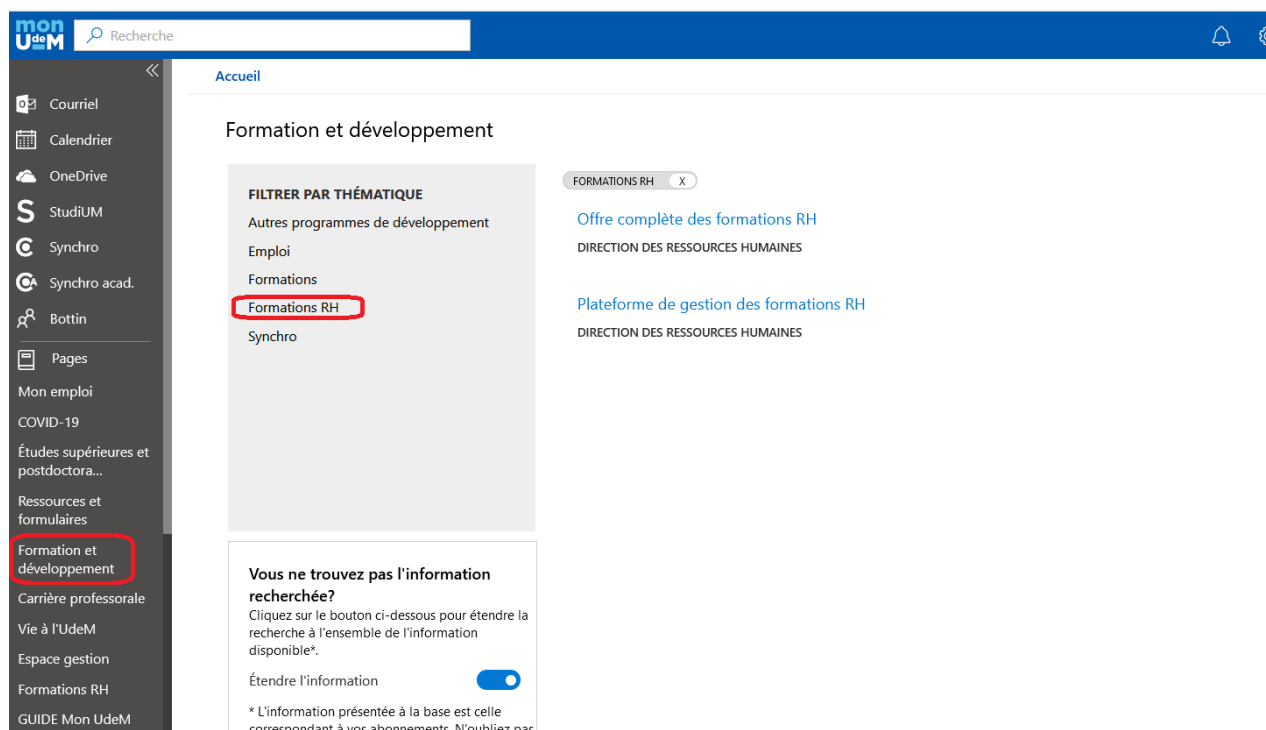 mon
UdeM
Recherche
Accueil
Courriel
Calendrier
OneDrive
StudiUM
Synchro
Synchro acad.
Bottin
Pages
Mon emploi
COVID-19
Études supérieures et
postdoctora...
Ressources et
formulaires
Formation et
développement
Carrière professorale
Vie à l'UdeM
Espace gestion
Formations RH
GUIDE Mon UdeM
Formation et développement
FILTRER PAR THÉMATIQUE
Autres programmes de développement
Emploi
Formations
Formations RH
Synchro
FORMATIONS RH X
Offre complète des formations RH
DIRECTION DES RESSOURCES HUMAINES
Plateforme de gestion des formations RH
DIRECTION DES RESSOURCES HUMAINES
Vous ne trouvez pas l'information
recherchée?
Cliquez sur le bouton ci-dessous pour étendre la
recherche à l'ensemble de l'information
disponible*.
Étendre l'information
* L'information présentée à la base est celle
correspondant à vos abonnements. N'oubliez pas